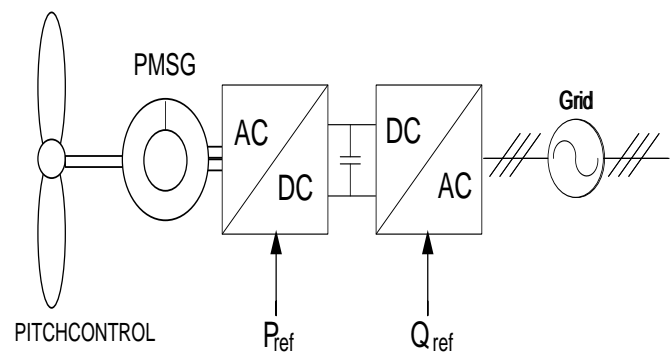 PMSG
Grid
AC
DC
DC
AC
PITCHCONTROL
Pref
Qref